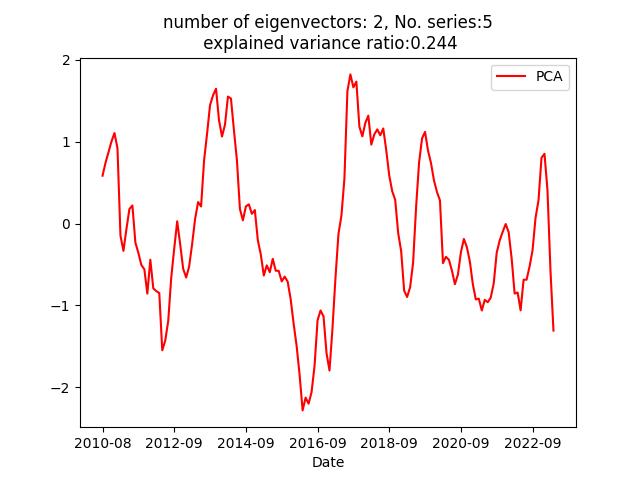 number of eigenvectors: 2, No. series:5
explained variance ratio:0.244
PCA
2
1
0
−1
−2
2010-08 2012-09 2014-09 2016-09 2018-09 2020-09 2022-09
Date